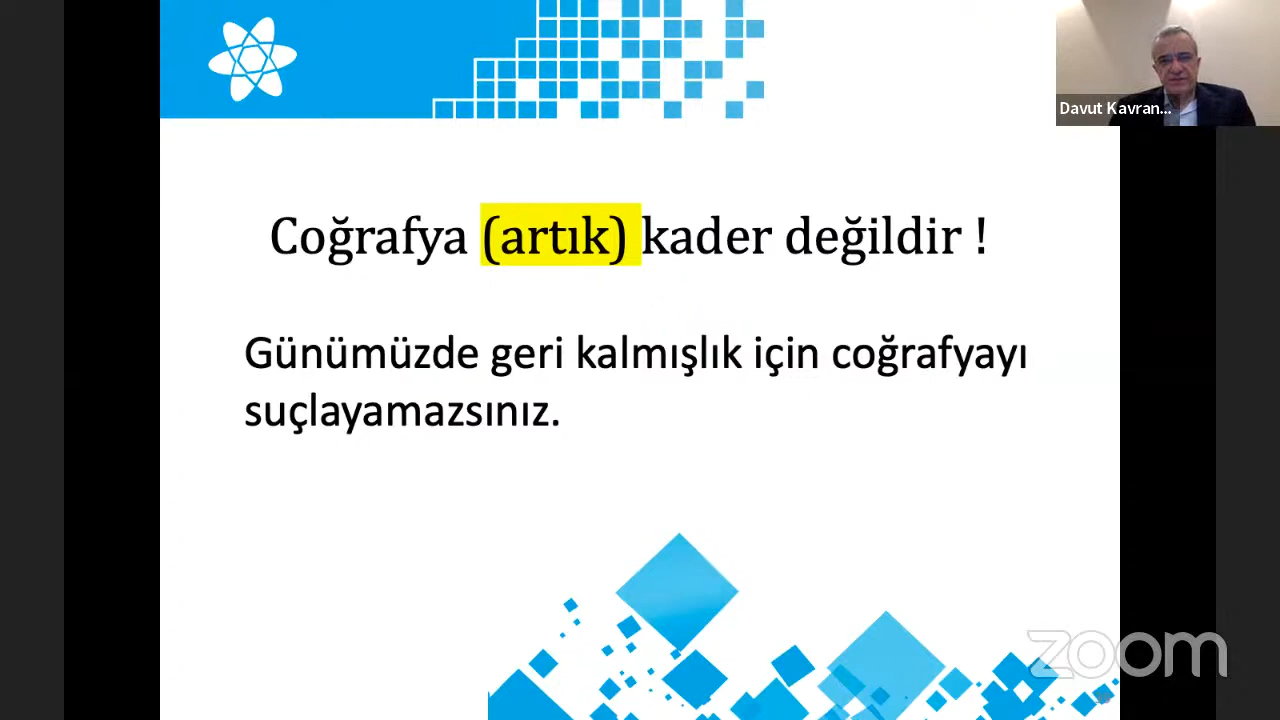 Davut Kavran...
Coğrafya (artık) kader değildir !
Günümüzde geri kalmışlık için coğrafyayı
suçlayamazsınız.
zoom